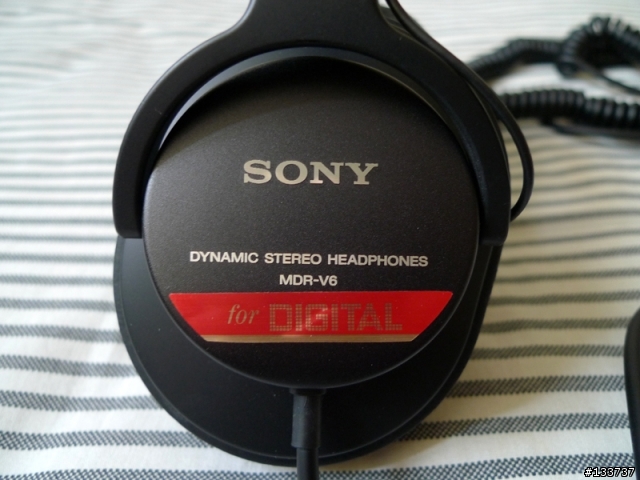 SONY
DYNAMIC STEREO HEADPHONES
MDR-V6
for DIGITAL
#133737